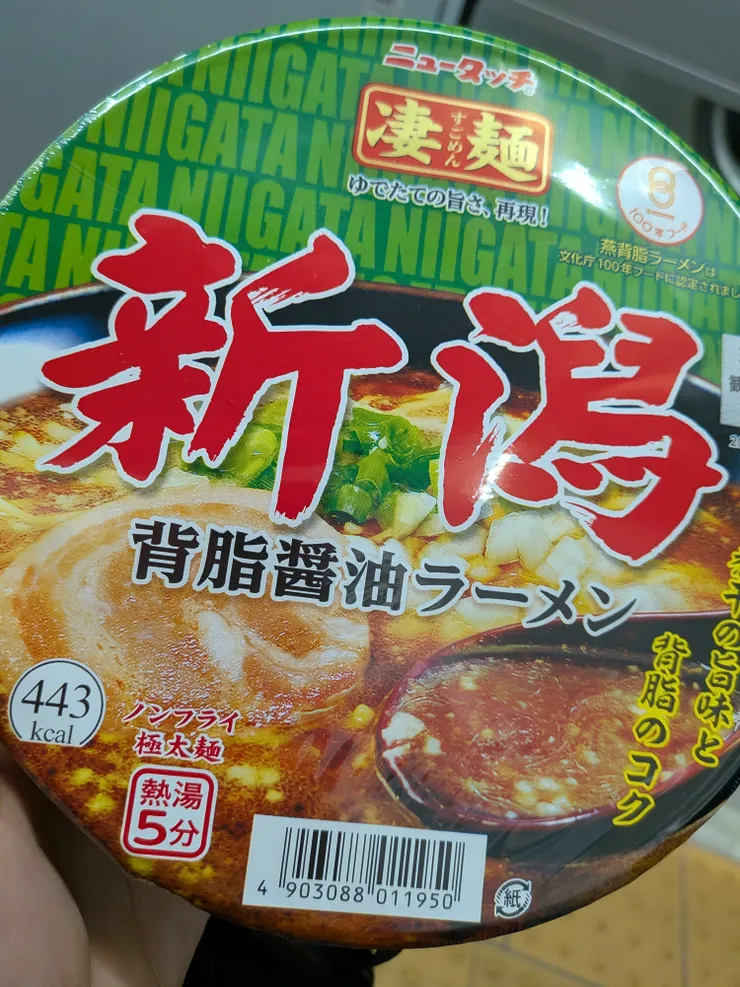 ニュータッチ
凄麺
すごめん
ゆでたての旨さ、再現!
100年フード
燕背脂ラーメンは
文化庁100年フードに認定されまし
NIIGATA NIIGATA
新潟
背脂醤油ラーメン
443
kcal
ノンフライ
極太麺
熱湯
5分
の旨味と
背脂のコク
4 903088 011950
紙